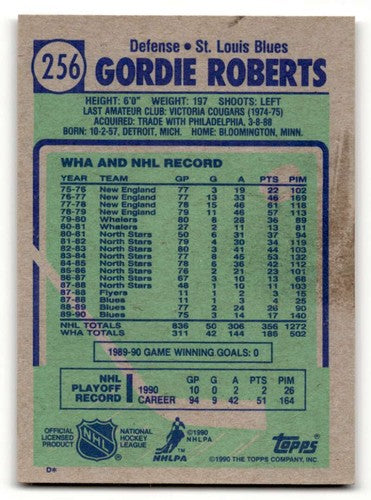 256
Defense • St. Louis Blues
GORDIE ROBERTS
HEIGHT: 6'0" WEIGHT: 197 SHOOTS: LEFT
LAST AMATEUR CLUB: VICTORIA COUGARS (1974-75)
ACQUIRED: TRADE WITH PHILADELPHIA, 3-8-88
BORN: 10-2-57, DETROIT, MICH. HOME: BLOOMINGTON, MINN.
WHA AND NHL RECORD
YEAR TEAM GP G A PTS PIM
75-76 New England 77 3 19 22 102
76-77 New England 77 13 33 46 169
77-78 New England 78 15 46 61 118
78-79 New England 79 11 46 57 113
79-80 Whalers 80 8 28 36 89
80-81 Whalers 27 2 11 13 81
80-81 North Stars 50 6 31 37 94
81-82 North Stars 79 4 30 34 119
82-83 North Stars 80 3 41 44 103
83-84 North Stars 77 8 45 53 132
84-85 North Stars 78 6 36 42 112
85-86 North Stars 76 2 21 23 101
86-87 North Stars 67 3 10 13 68
87-88 North Stars 48 1 10 11 103
87-88 Flyers 11 1 2 3 15
87-88 Blues 11 1 3 4 25
88-89 Blues 77 2 24 26 90
89-90 Blues 75 3 14 17 140
NHL TOTALS 836 50 306 356 1272
WHA TOTALS 311 42 144 186 502
1989-90 GAME WINNING GOALS: 0
NHL PLAYOFF RECORD
GP G A PTS PIM
1990 10 0 2 2 26
CAREER 94 9 42 51 164
OFFICIAL LICENSED PRODUCT
NHL
NATIONAL HOCKEY LEAGUE
NHLPA
©1990 NHLPA
TOPPS
D*
©1990 THE TOPPS COMPANY, INC.